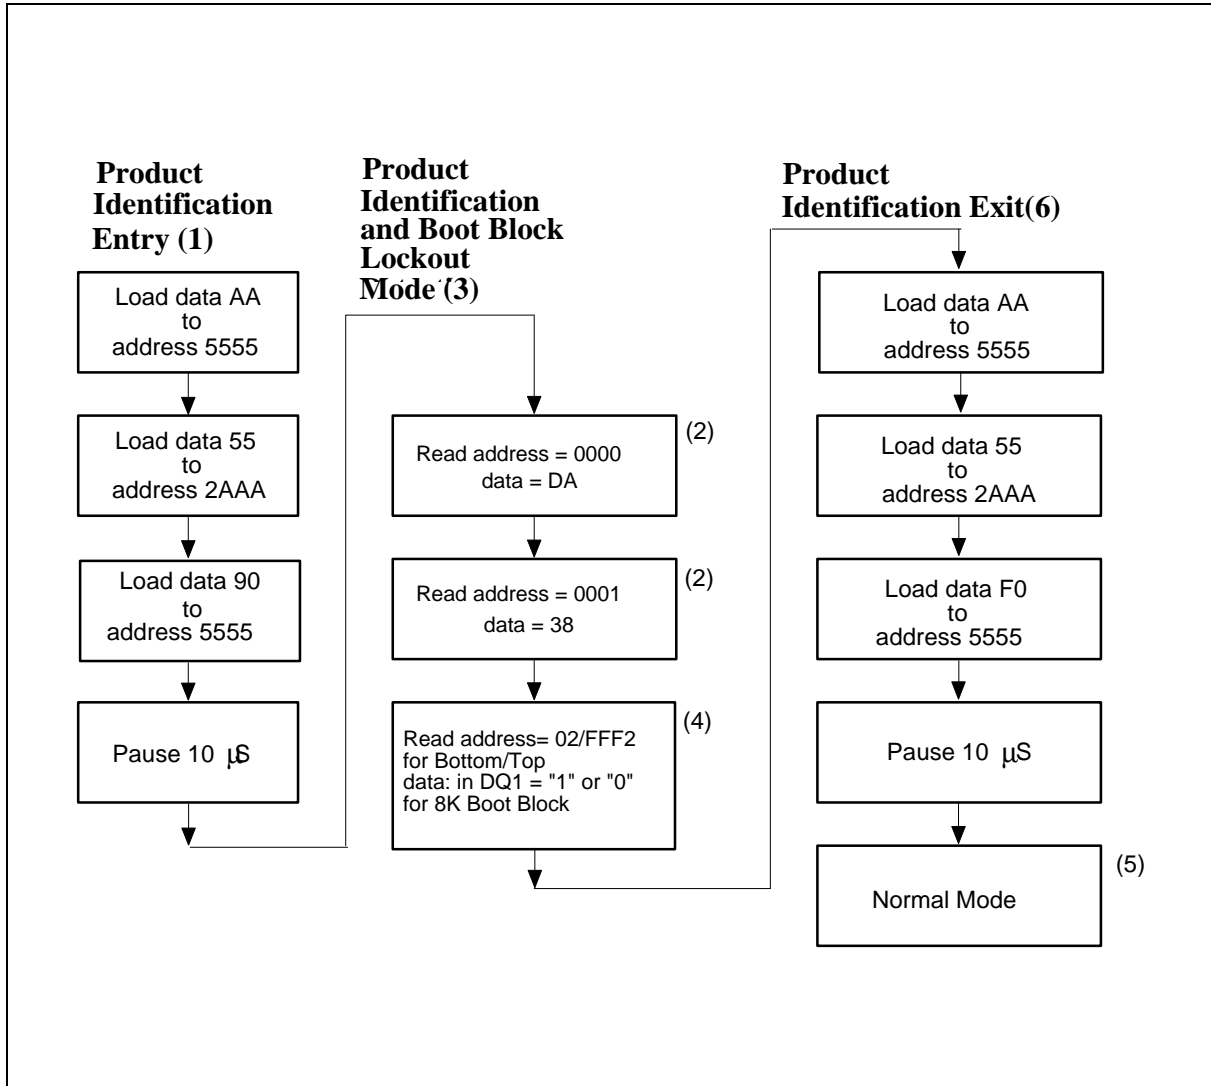 Product
Identification
Entry (1)
Load data AA
to
address 5555
Load data 55
to
address 2AAA
Load data 90
to
address 5555
Pause 10 μS
Product
Identification
and Boot Block
Lockout
Mode (3)
Read address = 0000
data = DA
(2)
Read address = 0001
data = 38
(2)
Read address= 02/FFF2
for Bottom/Top
data: in DQ1 = "1" or "0"
for 8K Boot Block
(4)
Product
Identification Exit(6)
Load data AA
to
address 5555
Load data 55
to
address 2AAA
Load data F0
to
address 5555
Pause 10 μS
Normal Mode
(5)